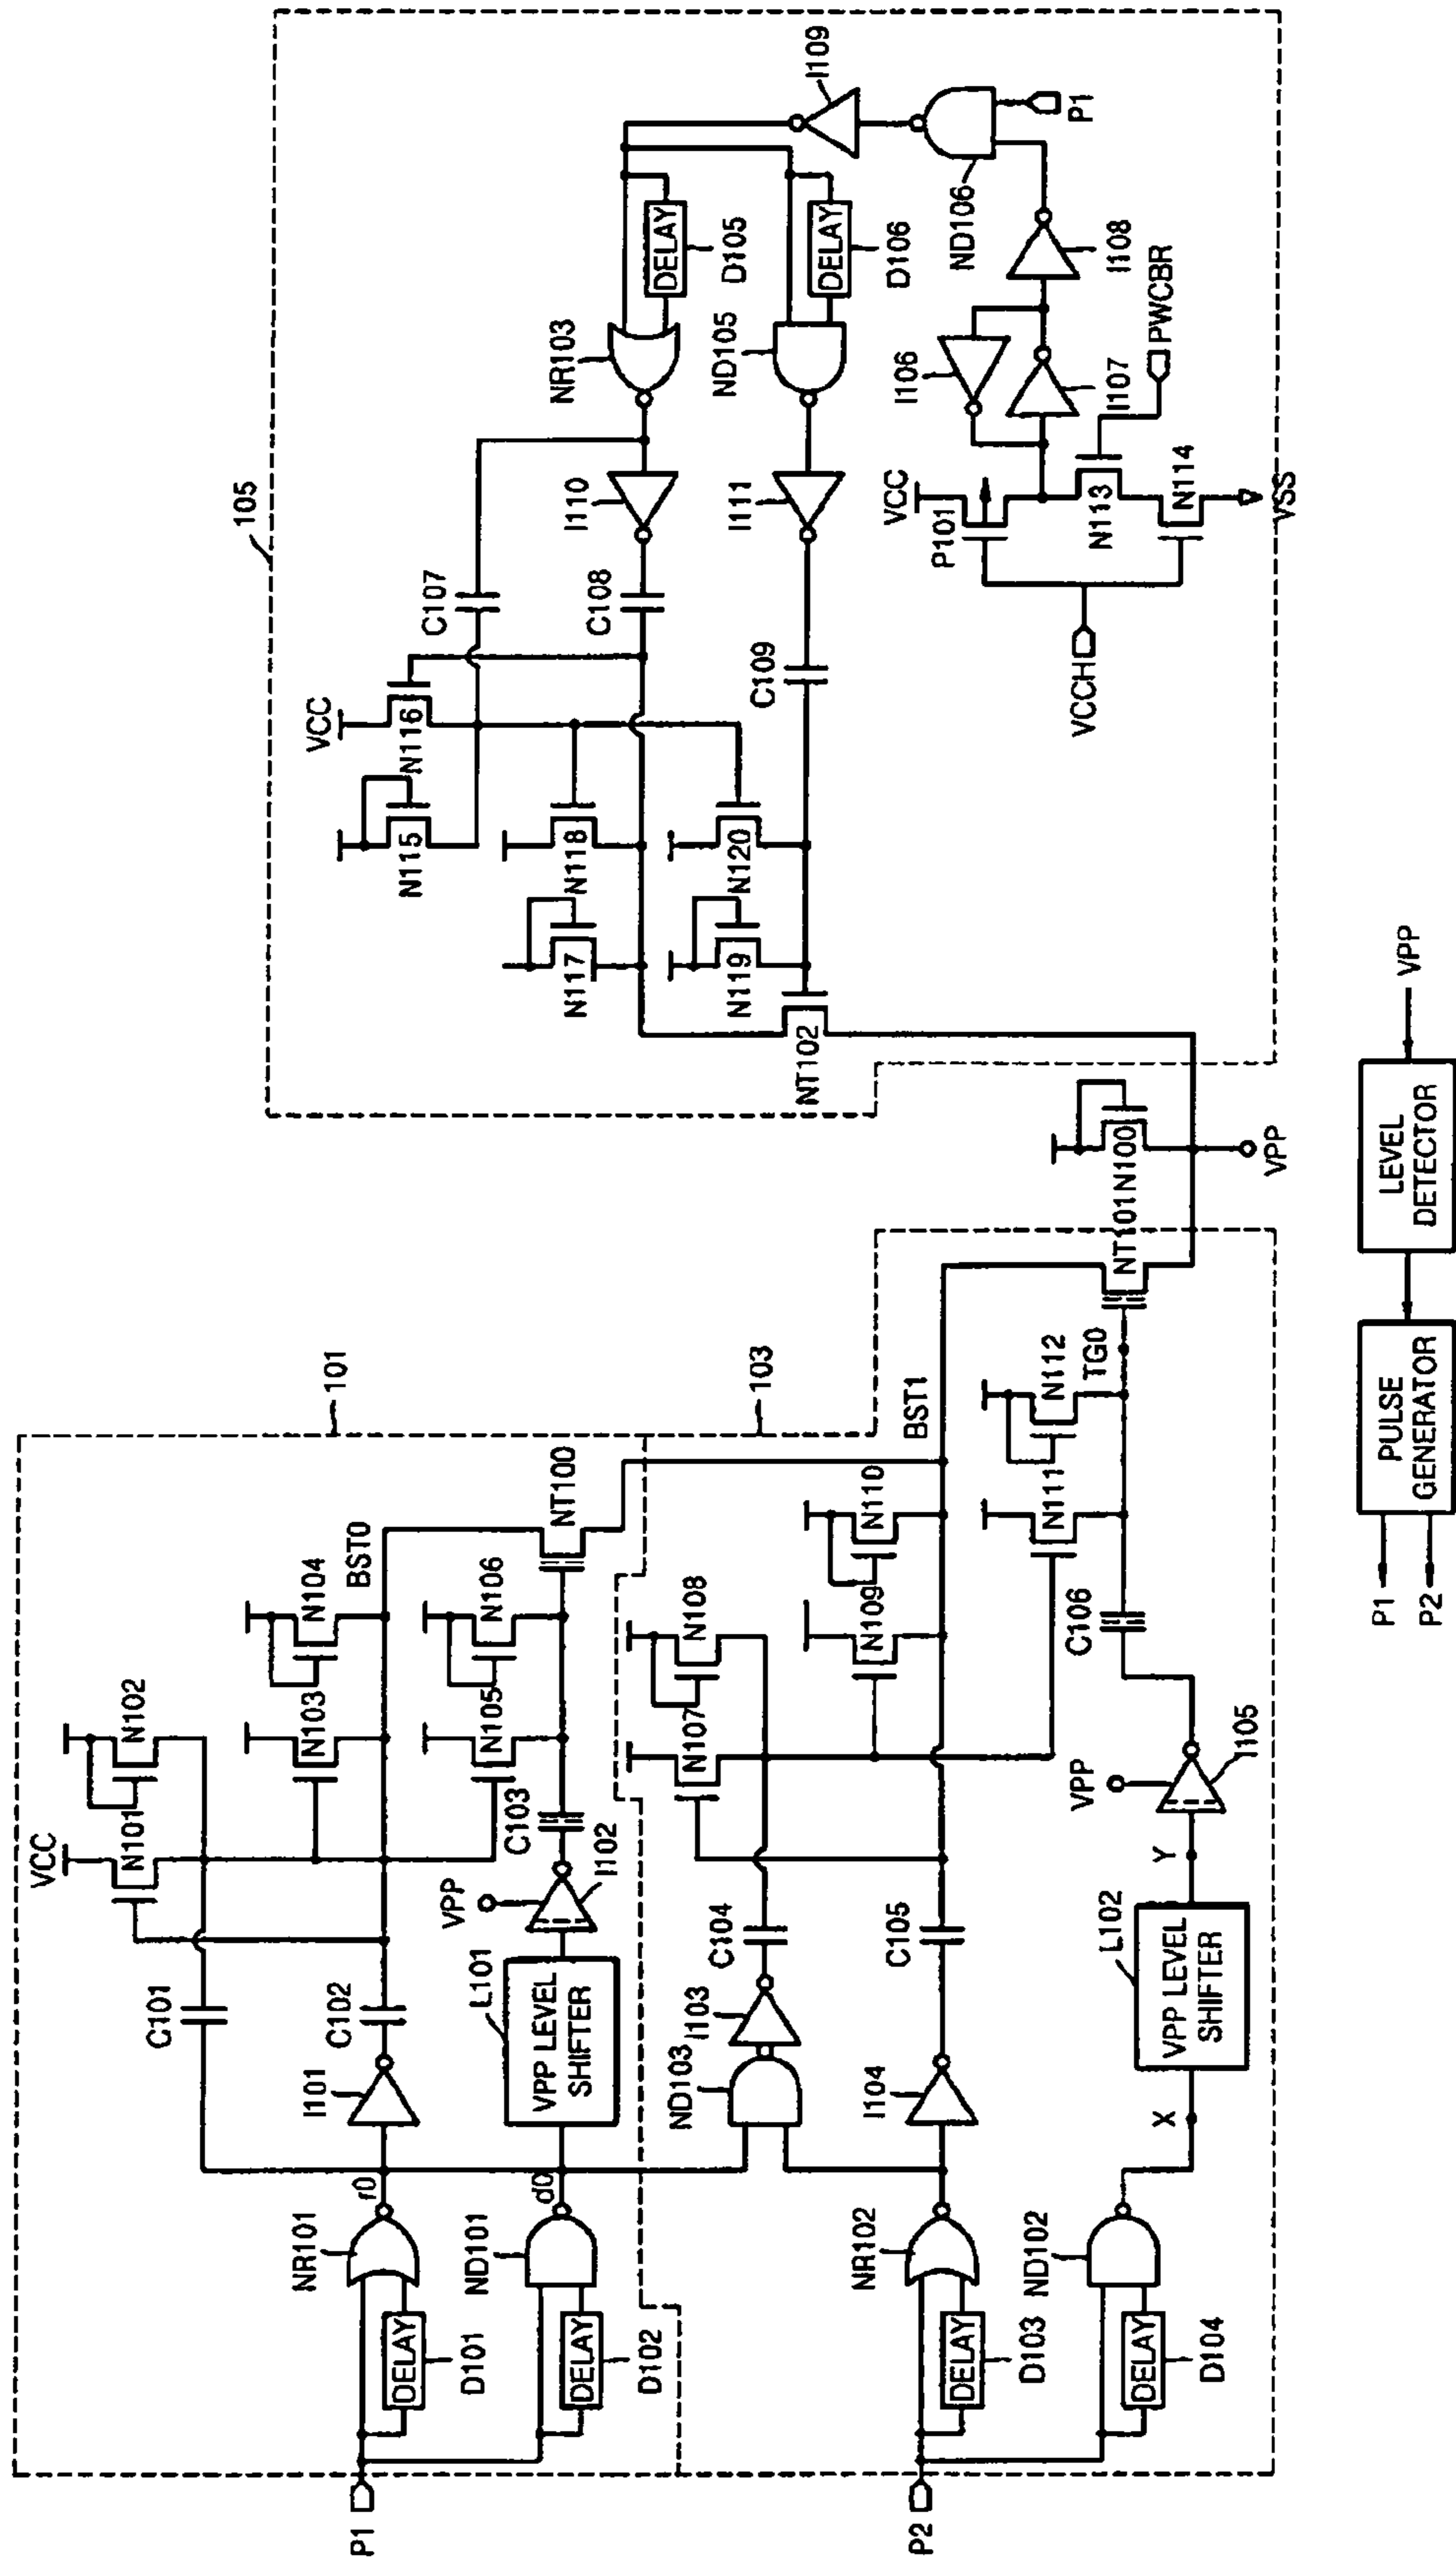 101
VCC
N101
N102
C101
N103
N104
BST0
I101
C102
NR101
r0
DELAY
D101
P1
ND101
d0
DELAY
D102
L101
VPP LEVEL
SHIFTER
VPP
I102
C103
N105
N106
NT100
103
ND103
I103
C104
N107
N108
N109
N110
BST1
P2
NR102
DELAY
D103
I104
C105
ND102
DELAY
D104
X
L102
VPP LEVEL
SHIFTER
Y
VPP
I105
C106
N111
N112
TG0
NT101
N100
VPP
105
VCC
N115
N116
C107
N117
N118
C108
I110
NR103
DELAY
D105
I109
N119
N120
NT102
C109
I111
ND105
DELAY
D106
ND106
P1
VCC
P101
VCCH
N113
N114
VSS
I106
I107
I108
PWCBR
P1
P2
PULSE
GENERATOR
LEVEL
DETECTOR
VPP